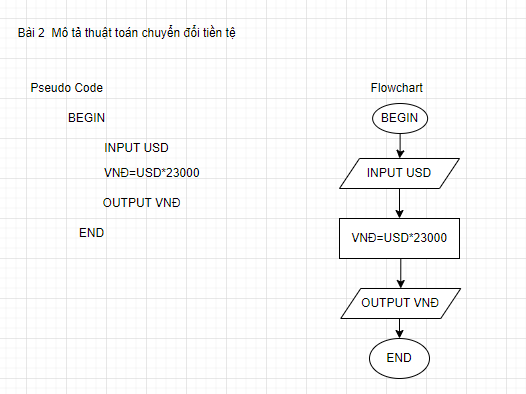 Bài 2 Mô tả thuật toán chuyển đổi tiền tệ
Pseudo Code
BEGIN
INPUT USD
VNĐ=USD*23000
OUTPUT VNĐ
END
Flowchart
BEGIN
INPUT USD
VNĐ=USD*23000
OUTPUT VNĐ
END